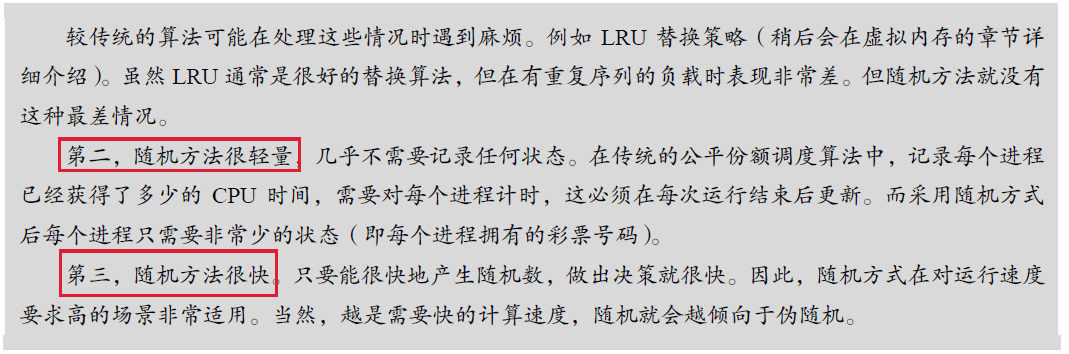 较传统的算法可能在处理这些情况时遇到麻烦。例如 LRU 替换策略（稍后会在虚拟内存的章节详
细介绍）。虽然 LRU 通常是很好的替换算法，但在有重复序列的负载时表现非常差。但随机方法就没有
这种最差情况。
第二，随机方法很轻量，几乎不需要记录任何状态。在传统的公平份额调度算法中，记录每个进程
已经获得了多少的 CPU 时间，需要对每个进程计时，这必须在每次运行结束后更新。而采用随机方式
后每个进程只需要非常少的状态（即每个进程拥有的彩票号码）。
第三，随机方法很快。只要能很快地产生随机数，做出决策就很快。因此，随机方式在对运行速度
要求高的场景非常适用。当然，越是需要快的计算速度，随机就会越倾向于伪随机。